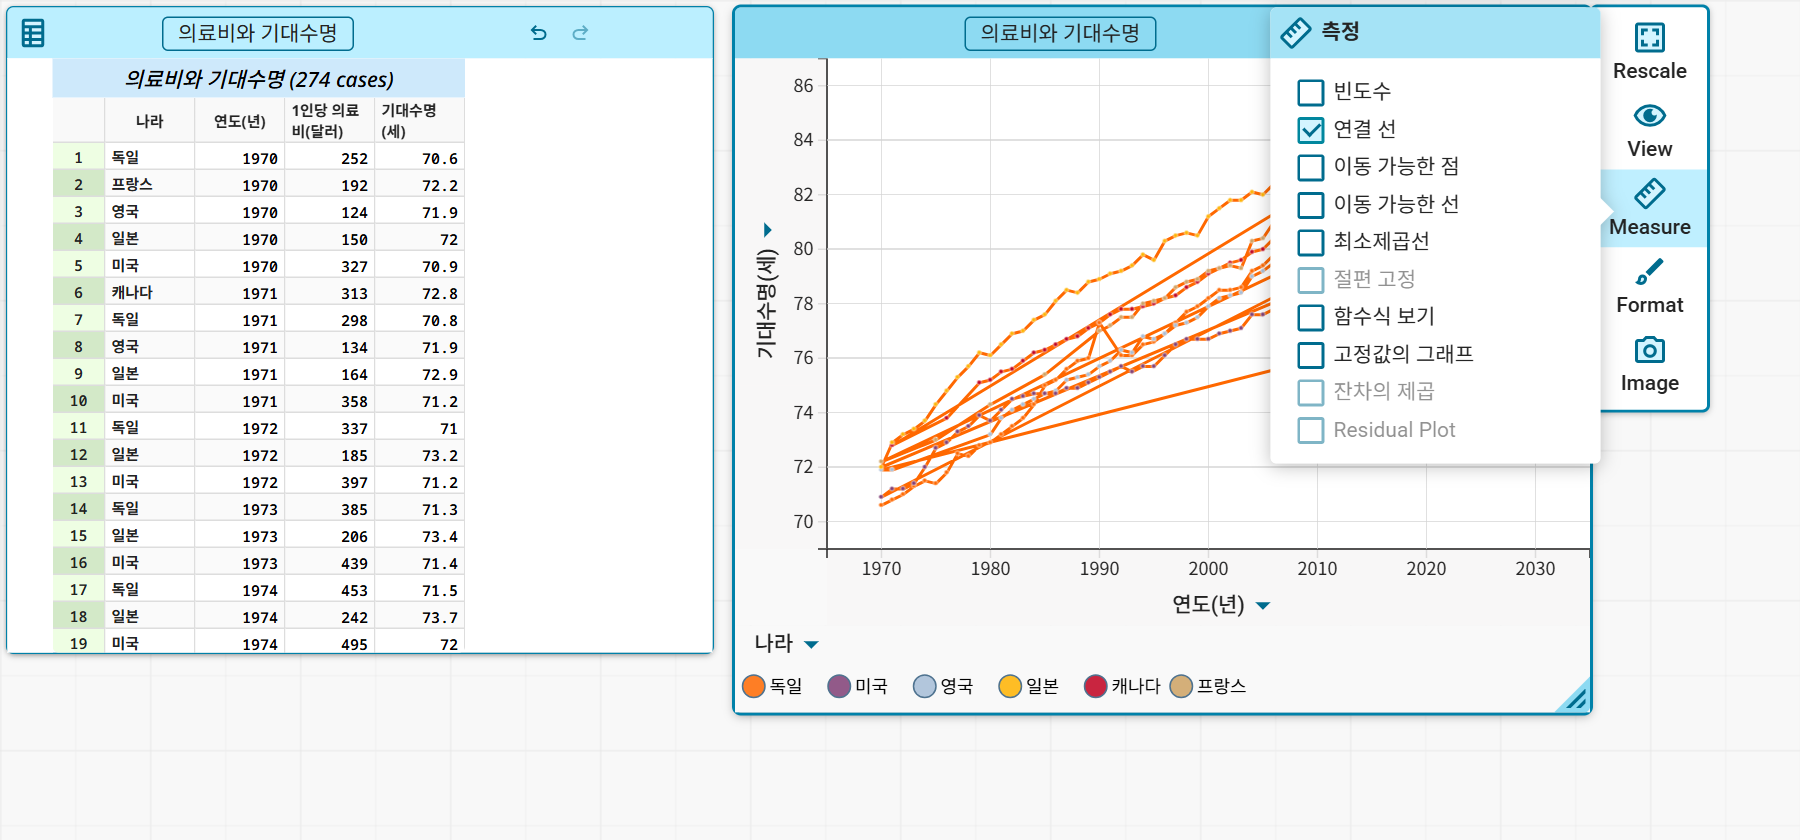 의료비와 기대수명
의료비와 기대수명 (274 cases)
나라 연도(년) 1인당 의료비(달러) 기대수명(세)
1 독일 1970 252 70.6
2 프랑스 1970 192 72.2
3 영국 1970 124 71.9
4 일본 1970 150 72
5 미국 1970 327 70.9
6 캐나다 1971 313 72.8
7 독일 1971 298 70.8
8 영국 1971 134 71.9
9 일본 1971 164 72.9
10 미국 1971 358 71.2
11 독일 1972 337 71
12 일본 1972 185 73.2
13 미국 1972 397 71.2
14 독일 1973 385 71.3
15 일본 1973 206 73.4
16 미국 1973 439 71.4
17 독일 1974 453 71.5
18 일본 1974 242 73.7
19 미국 1974 495 72
의료비와 기대수명
86
84
82
80
78
76
74
72
70
기대수명(세)
1970 1980 1990 2000 2010 2020 2030
연도(년)
나라
독일 미국 영국 일본 캐나다 프랑스
측정
빈도수
연결 선
이동 가능한 점
이동 가능한 선
최소제곱선
절편 고정
함수식 보기
고정값의 그래프
잔차의 제곱
Residual Plot
Rescale
View
Measure
Format
Image